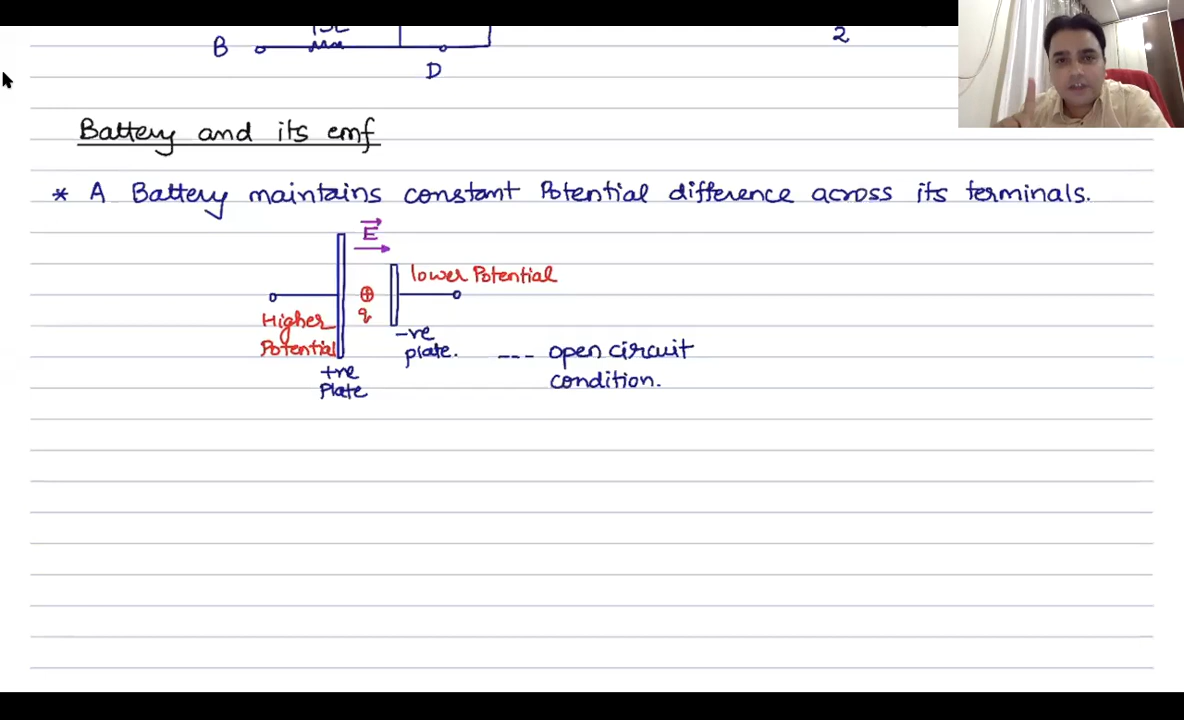 B
D
2
Battery and its emf
* A Battery maintains constant Potential difference across its terminals.
E
lower Potential
q
Higher
Potential
-ve
plate.
--- open circuit
condition.
+ve
Plate